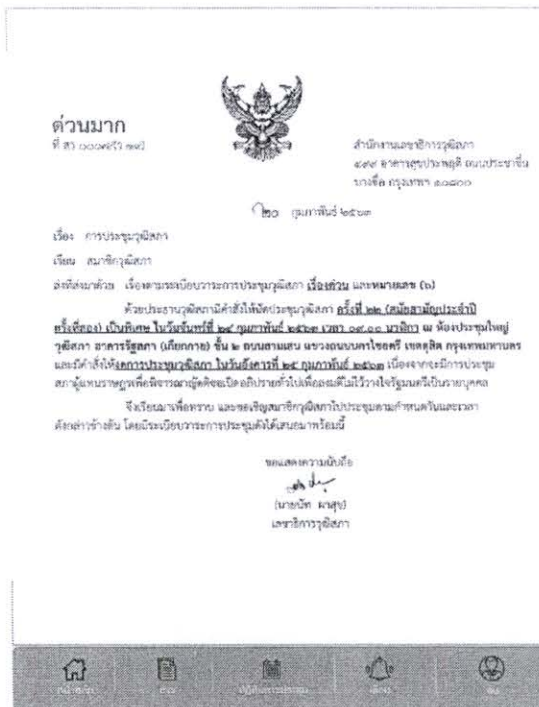 ด่วนมาก
ที่ สว ๐๐๐๗(ว
สำนักงานเลขาธิการวุฒิสภา
๔๙๙ อาคารสุขประพฤติ ถนนประชาชื่น
บางซื่อ กรุงเทพฯ ๑๐๘๐๐
๒๐ กุมภาพันธ์ ๒๕๖๓
เรื่อง การประชุมวุฒิสภา
เรียน สมาชิกวุฒิสภา
สิ่งที่ส่งมาด้วย เรื่องตามระเบียบวาระการประชุมวุฒิสภา เรื่องด่วน และหมายเลข (๖)
ด้วยประธานวุฒิสภามีคำสั่งให้นัดประชุมวุฒิสภา ครั้งที่ ๒๒ (สมัยสามัญประจำปี
ครั้งที่สอง) เป็นพิเศษ ในวันจันทร์ที่ ๒๔ กุมภาพันธ์ ๒๕๖๓ เวลา ๐๙.๐๐ นาฬิกา ณ ห้องประชุมใหญ่
วุฒิสภา อาคารรัฐสภา (เกียกกาย) ชั้น ๒ ถนนสามเสน แขวงถนนนครไชยศรี เขตดุสิต กรุงเทพมหานคร
และมีคำสั่งให้งดการประชุมวุฒิสภา ในวันอังคารที่ ๒๕ กุมภาพันธ์ ๒๕๖๓ เนื่องจากจะมีการประชุม
สภาผู้แทนราษฎรเพื่อพิจารณาญัตติขอเปิดอภิปรายทั่วไปเพื่อลงมติไม่ไว้วางใจรัฐมนตรีเป็นรายบุคคล
จึงเรียนมาเพื่อทราบ และขอเชิญสมาชิกวุฒิสภาไปประชุมตามกำหนดวันและเวลา
ดังกล่าวข้างต้น โดยมีระเบียบวาระการประชุมดังได้เสนอมาพร้อมนี้
ขอแสดงความนับถือ
(นายนัท ผาสุข)
เลขาธิการวุฒิสภา